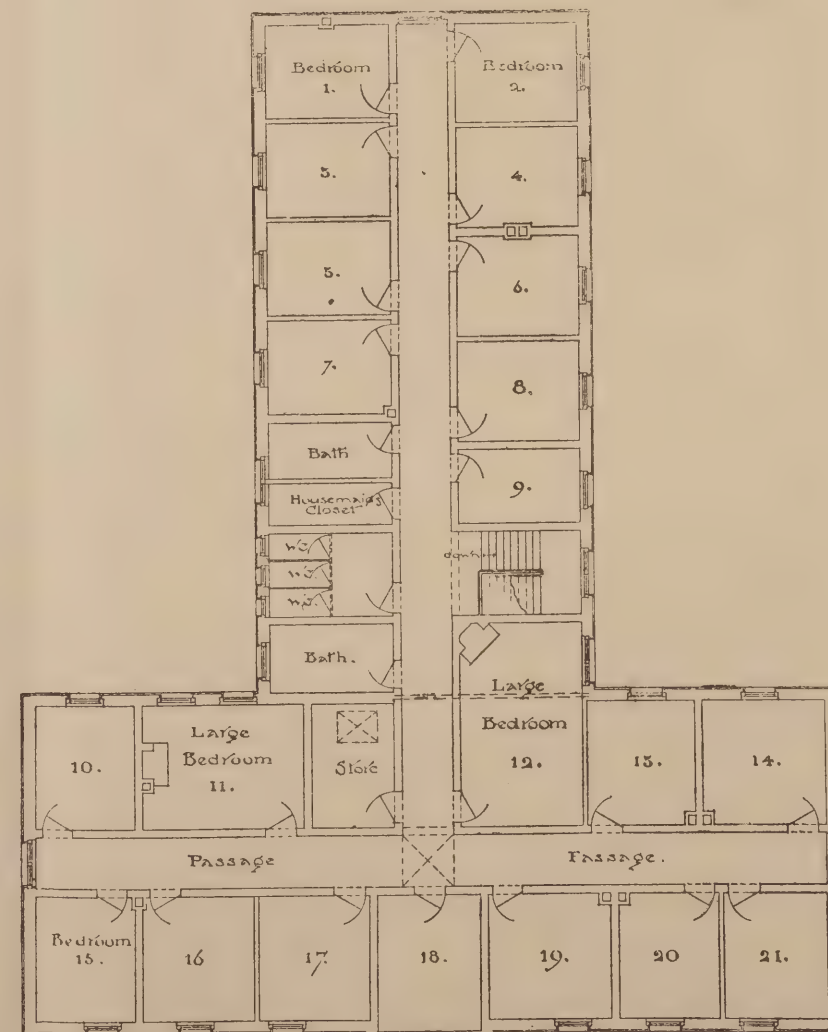 Bedroom
1.
Bedroom
2.
3.
4.
5.
6.
7.
8.
Bath
9.
Housemaids
Closet
W.C.
W.C.
W.C.
Bath.
Large
Bedroom
12.
10.
Large
Bedroom
11.
Store
13.
14.
Passage
Passage.
Bedroom
15.
16
17.
18.
19.
20
21.